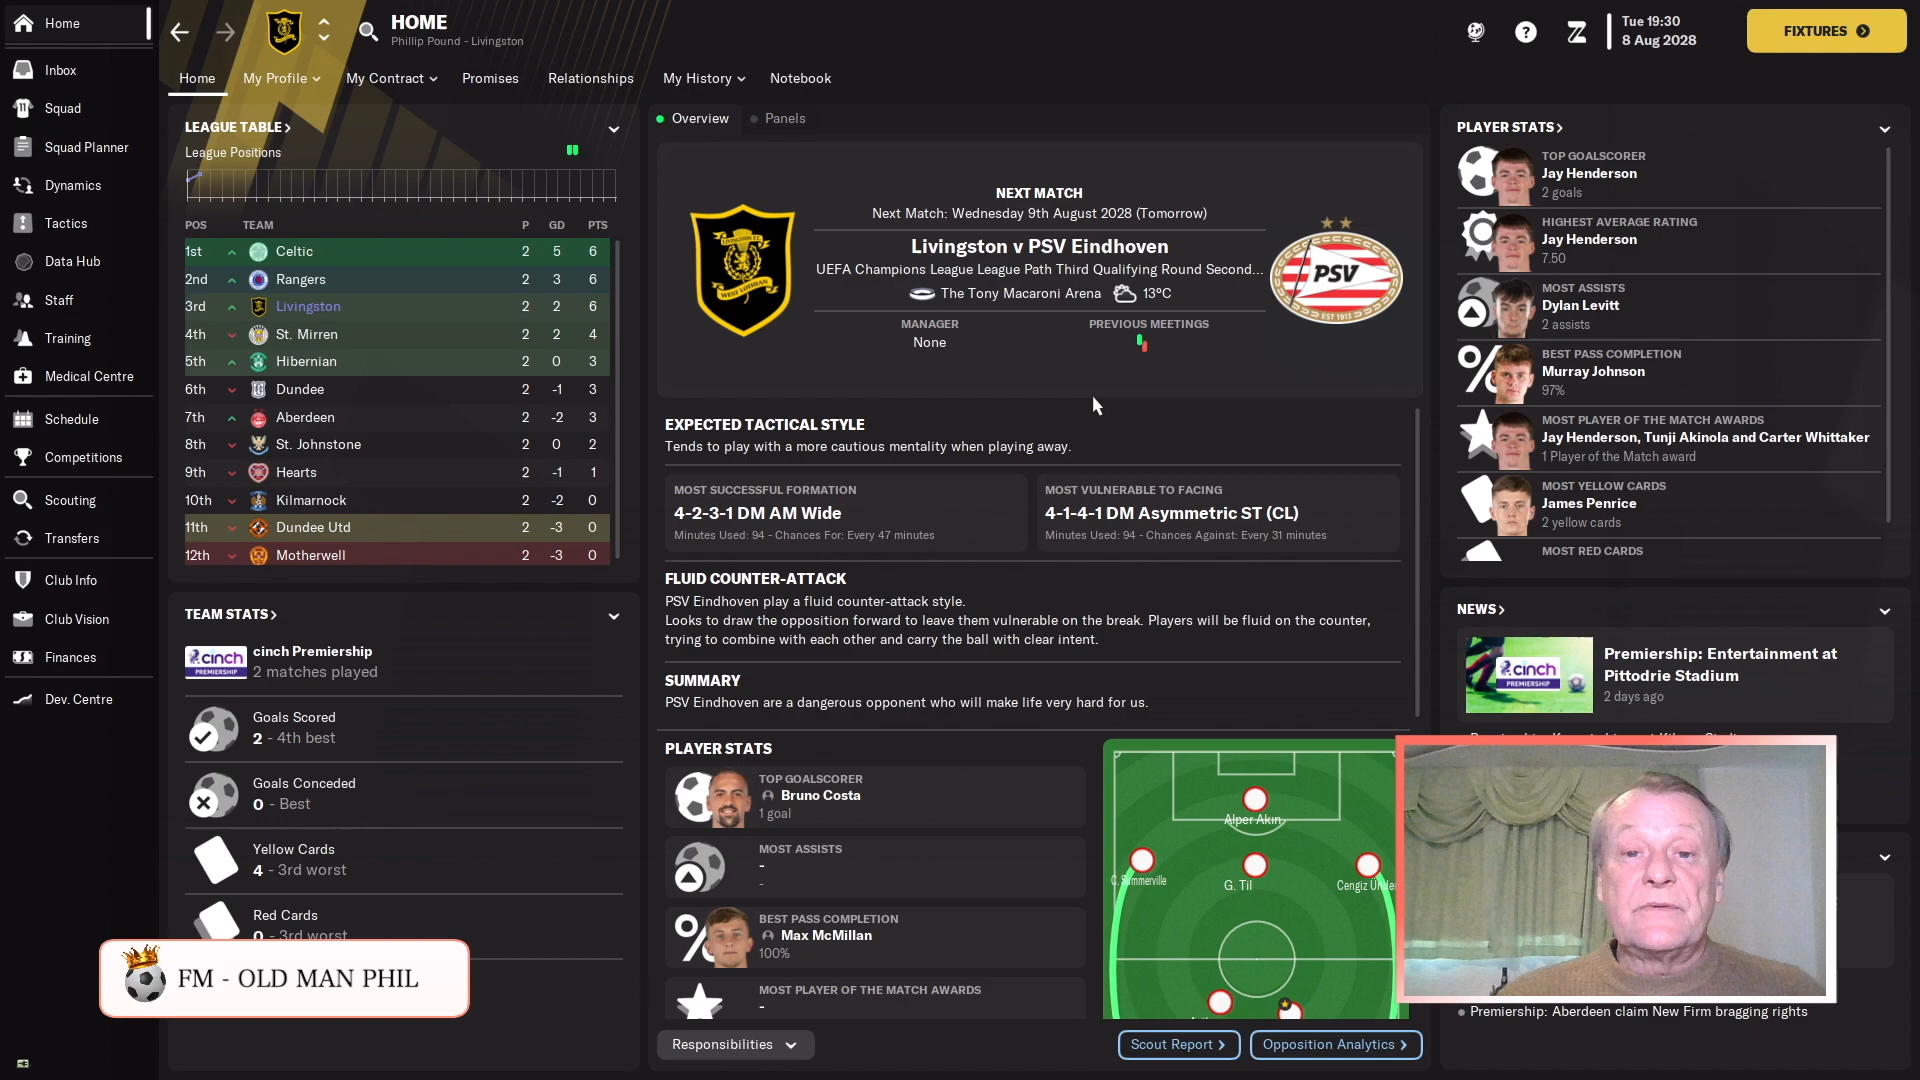 Home
Inbox
Squad
Squad Planner
Dynamics
Tactics
Data Hub
Staff
Training
Medical Centre
Schedule
Competitions
Scouting
Transfers
Club Info
Club Vision
Finances
Dev. Centre
HOME
Phillip Pound - Livingston
Tue 19:30
8 Aug 2028
FIXTURES
Home My Profile My Contract Promises Relationships My History Notebook
LEAGUE TABLE
League Positions
POS TEAM P GD PTS
1st Celtic 2 5 6
2nd Rangers 2 3 6
3rd Livingston 2 2 6
4th St. Mirren 2 2 4
5th Hibernian 2 0 3
6th Dundee 2 -1 3
7th Aberdeen 2 -2 3
8th St. Johnstone 2 0 2
9th Hearts 2 -1 1
10th Kilmarnock 2 -2 0
11th Dundee Utd 2 -3 0
12th Motherwell 2 -3 0
TEAM STATS
cinch
PREMIERSHIP
cinch Premiership
2 matches played
Goals Scored
2 - 4th best
Goals Conceded
0 - Best
Yellow Cards
4 - 3rd worst
Red Cards
0 - 3rd worst
FM - OLD MAN PHIL
Overview Panels
NEXT MATCH
Next Match: Wednesday 9th August 2028 (Tomorrow)
Livingston v PSV Eindhoven
UEFA Champions League League Path Third Qualifying Round Second...
The Tony Macaroni Arena 13°C
MANAGER
None
PREVIOUS MEETINGS
WEST LOTHIAN
PSV
EST 1913
EXPECTED TACTICAL STYLE
Tends to play with a more cautious mentality when playing away.
MOST SUCCESSFUL FORMATION
4-2-3-1 DM AM Wide
Minutes Used: 94 - Chances For: Every 47 minutes
MOST VULNERABLE TO FACING
4-1-4-1 DM Asymmetric ST (CL)
Minutes Used: 94 - Chances Against: Every 31 minutes
FLUID COUNTER-ATTACK
PSV Eindhoven play a fluid counter-attack style.
Looks to draw the opposition forward to leave them vulnerable on the break. Players will be fluid on the counter,
trying to combine with each other and carry the ball with clear intent.
SUMMARY
PSV Eindhoven are a dangerous opponent who will make life very hard for us.
PLAYER STATS
TOP GOALSCORER
Bruno Costa
1 goal
MOST ASSISTS
-
-
BEST PASS COMPLETION
Max McMillan
100%
MOST PLAYER OF THE MATCH AWARDS
-
Alper Akın
C. Summerville
G. Til
Cengiz Ünder
Responsibilities
Scout Report
Opposition Analytics
PLAYER STATS
TOP GOALSCORER
Jay Henderson
2 goals
HIGHEST AVERAGE RATING
Jay Henderson
7.50
MOST ASSISTS
Dylan Levitt
2 assists
BEST PASS COMPLETION
Murray Johnson
97%
MOST PLAYER OF THE MATCH AWARDS
Jay Henderson, Tunji Akinola and Carter Whittaker
1 Player of the Match award
MOST YELLOW CARDS
James Penrice
2 yellow cards
MOST RED CARDS
NEWS
cinch
PREMIERSHIP
Premiership: Entertainment at
Pittodrie Stadium
2 days ago
Premiership: Aberdeen claim New Firm bragging rights